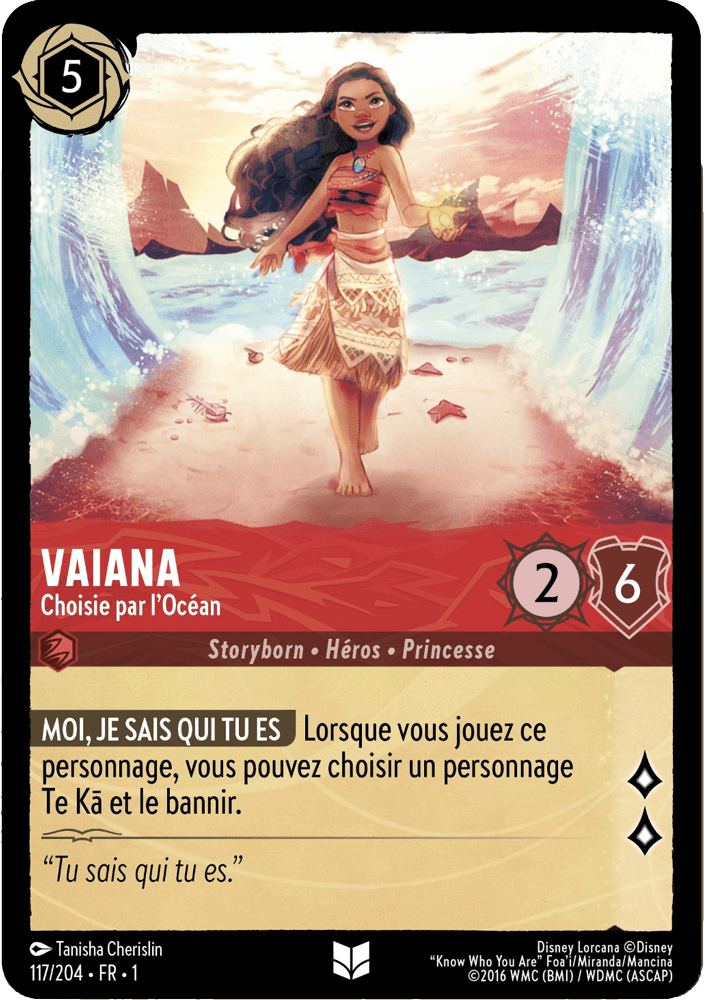 5
VAIANA
Choisie par l’Océan
2
6
Storyborn • Héros • Princesse
MOI, JE SAIS QUI TU ES Lorsque vous jouez ce
personnage, vous pouvez choisir un personnage
Te Kā et le bannir.
“Tu sais qui tu es.”
Tanisha Cherislin
117/204 • FR • 1
Disney Lorcana ©Disney
“Know Who You Are” Foa’i/Miranda/Mancina
©2016 WMC (BMI) / WDMC (ASCAP)